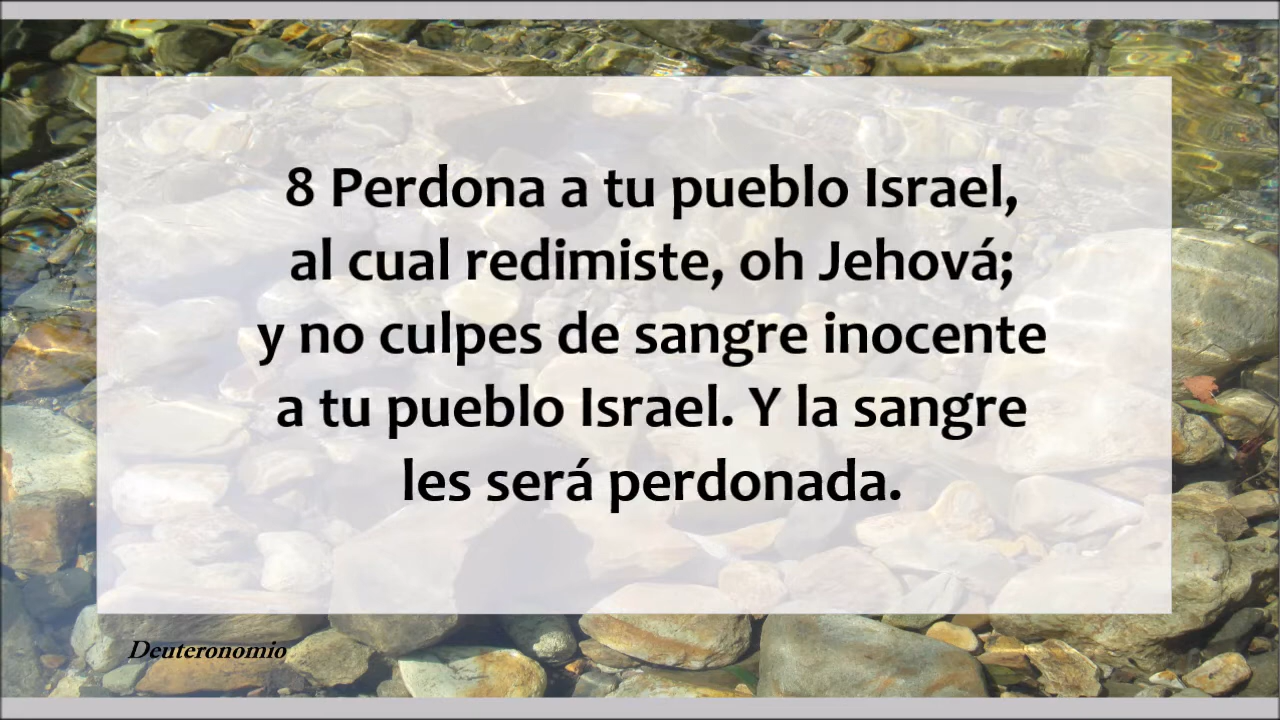 8 Perdona a tu pueblo Israel,
al cual redimiste, oh Jehová;
y no culpes de sangre inocente
a tu pueblo Israel. Y la sangre
les será perdonada.
Deuteronomio